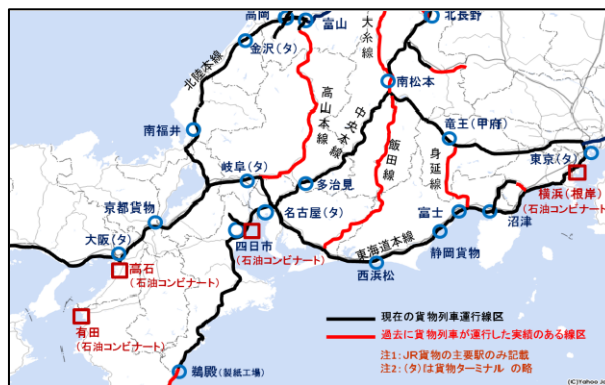 高岡
富山
北長野
金沢(タ)
大糸線
北陸本線
高山本線
南松本
中央本線
飯田線
南福井
竜王(甲府)
岐阜(タ)
身延線
東京(タ)
多治見
横浜(根岸)
(石油コンビナート)
京都貨物
名古屋(タ)
富士
沼津
大阪(タ)
四日市
(石油コンビナート)
東海道本線
静岡貨物
高石
(石油コンビナート)
西浜松
有田
(石油コンビナート)
現在の貨物列車運行線区
過去に貨物列車が運行した実績のある線区
注1:JR貨物の主要駅のみ記載
注2:(タ)は貨物ターミナル の略
鵜殿(製紙工場)
(C)Yahoo